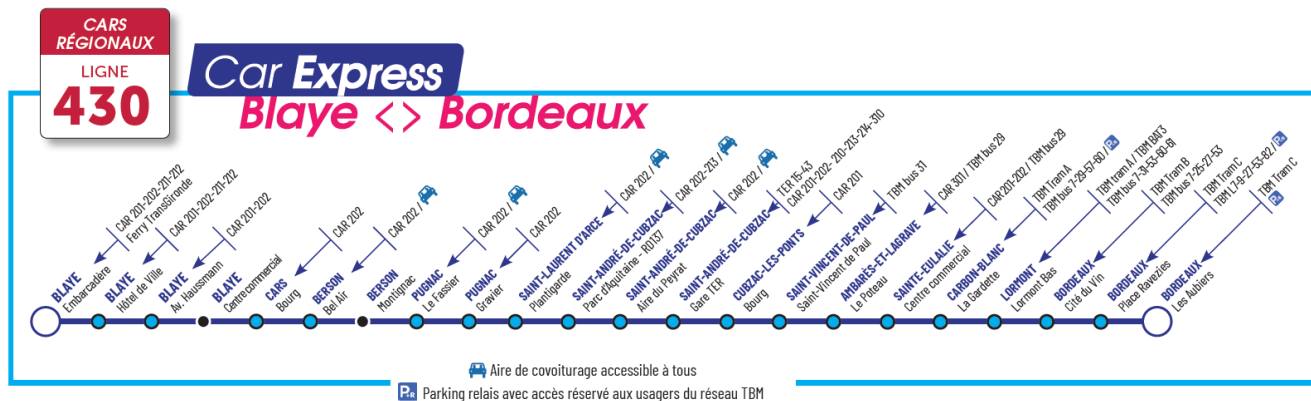 CARS
RÉGIONAUX
LIGNE
430
Car Express
Blaye <> Bordeaux
BLAYE
Embarcadère
CAR 201-202-211-212
Ferry TransGironde
BLAYE
Hôtel de Ville
CAR 201-202-211-212
BLAYE
Av. Haussmann
CAR 201-202
BLAYE
Centre commercial
CARS
Bourg
CAR 202
BERSON
Bel Air
CAR 202 /
BERSON
Montignac
PUGNAC
Le Fassier
CAR 202 /
PUGNAC
Gravier
CAR 202
SAINT-LAURENT D'ARCE
Plantigarde
CAR 202 /
SAINT-ANDRÉ-DE-CUBZAC
Parc d'Aquitaine - RD137
CAR 202-213 /
SAINT-ANDRÉ-DE-CUBZAC
Aire du Peyrat
CAR 202 /
SAINT-ANDRÉ-DE-CUBZAC
Gare TER
TER 15-43
CAR 201-202- 210-213-214-310
CUBZAC-LES-PONTS
Bourg
CAR 201
SAINT-VINCENT-DE-PAUL
Saint-Vincent de Paul
TBM bus 31
AMBARÈS-ET-LAGRAVE
Le Poteau
CAR 301 / TBM bus 29
SAINTE-EULALIE
Centre commercial
CAR 201-202 / TBM bus 29
CARBON-BLANC
La Gardette
TBM Tram A
TBM bus 7-29-57-60 / P+R
LORMONT
Lormont Bas
TBM tram A / TBM BAT3
TBM bus 7-31-53-60-61
BORDEAUX
Cité du Vin
TBM Tram B
TBM bus 7-25-27-53
BORDEAUX
Place Ravezies
TBM Tram C
TBM L7-9-27-53-82 / P+R
BORDEAUX
Les Aubiers
TBM Tram C
P+R
Aire de covoiturage accessible à tous
P+R Parking relais avec accès réservé aux usagers du réseau TBM